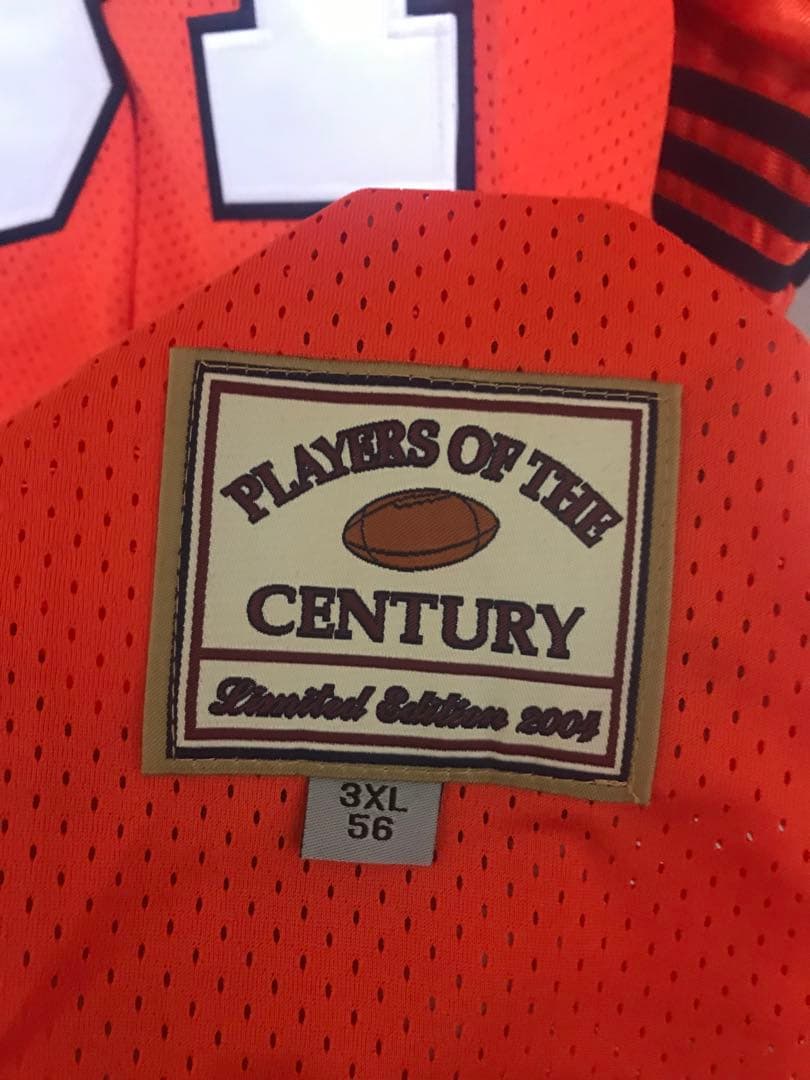 PLAYERS OF THE
CENTURY
Limited Edition 2004
3XL
56